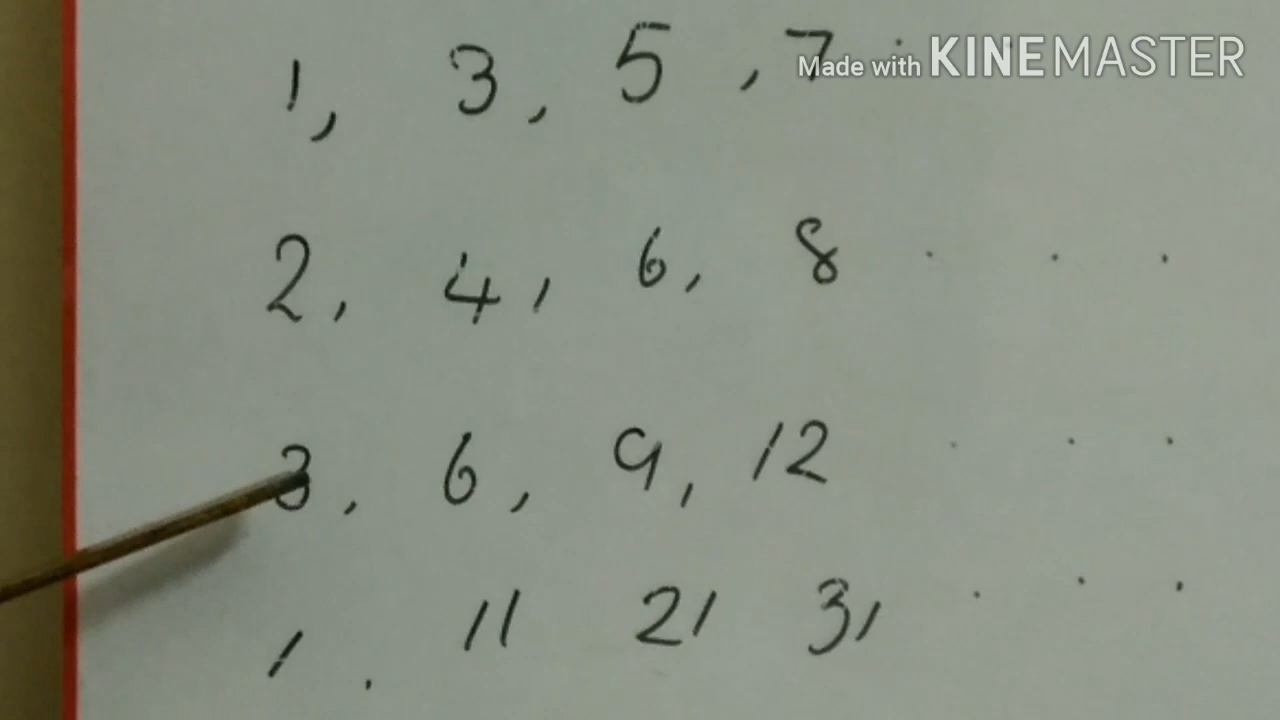 1, 3, 5, 7 .
Made with KINEMASTER
2, 4, 6, 8 . . .
3, 6, 9, 12 . . .
1, 11 21 31 . . .